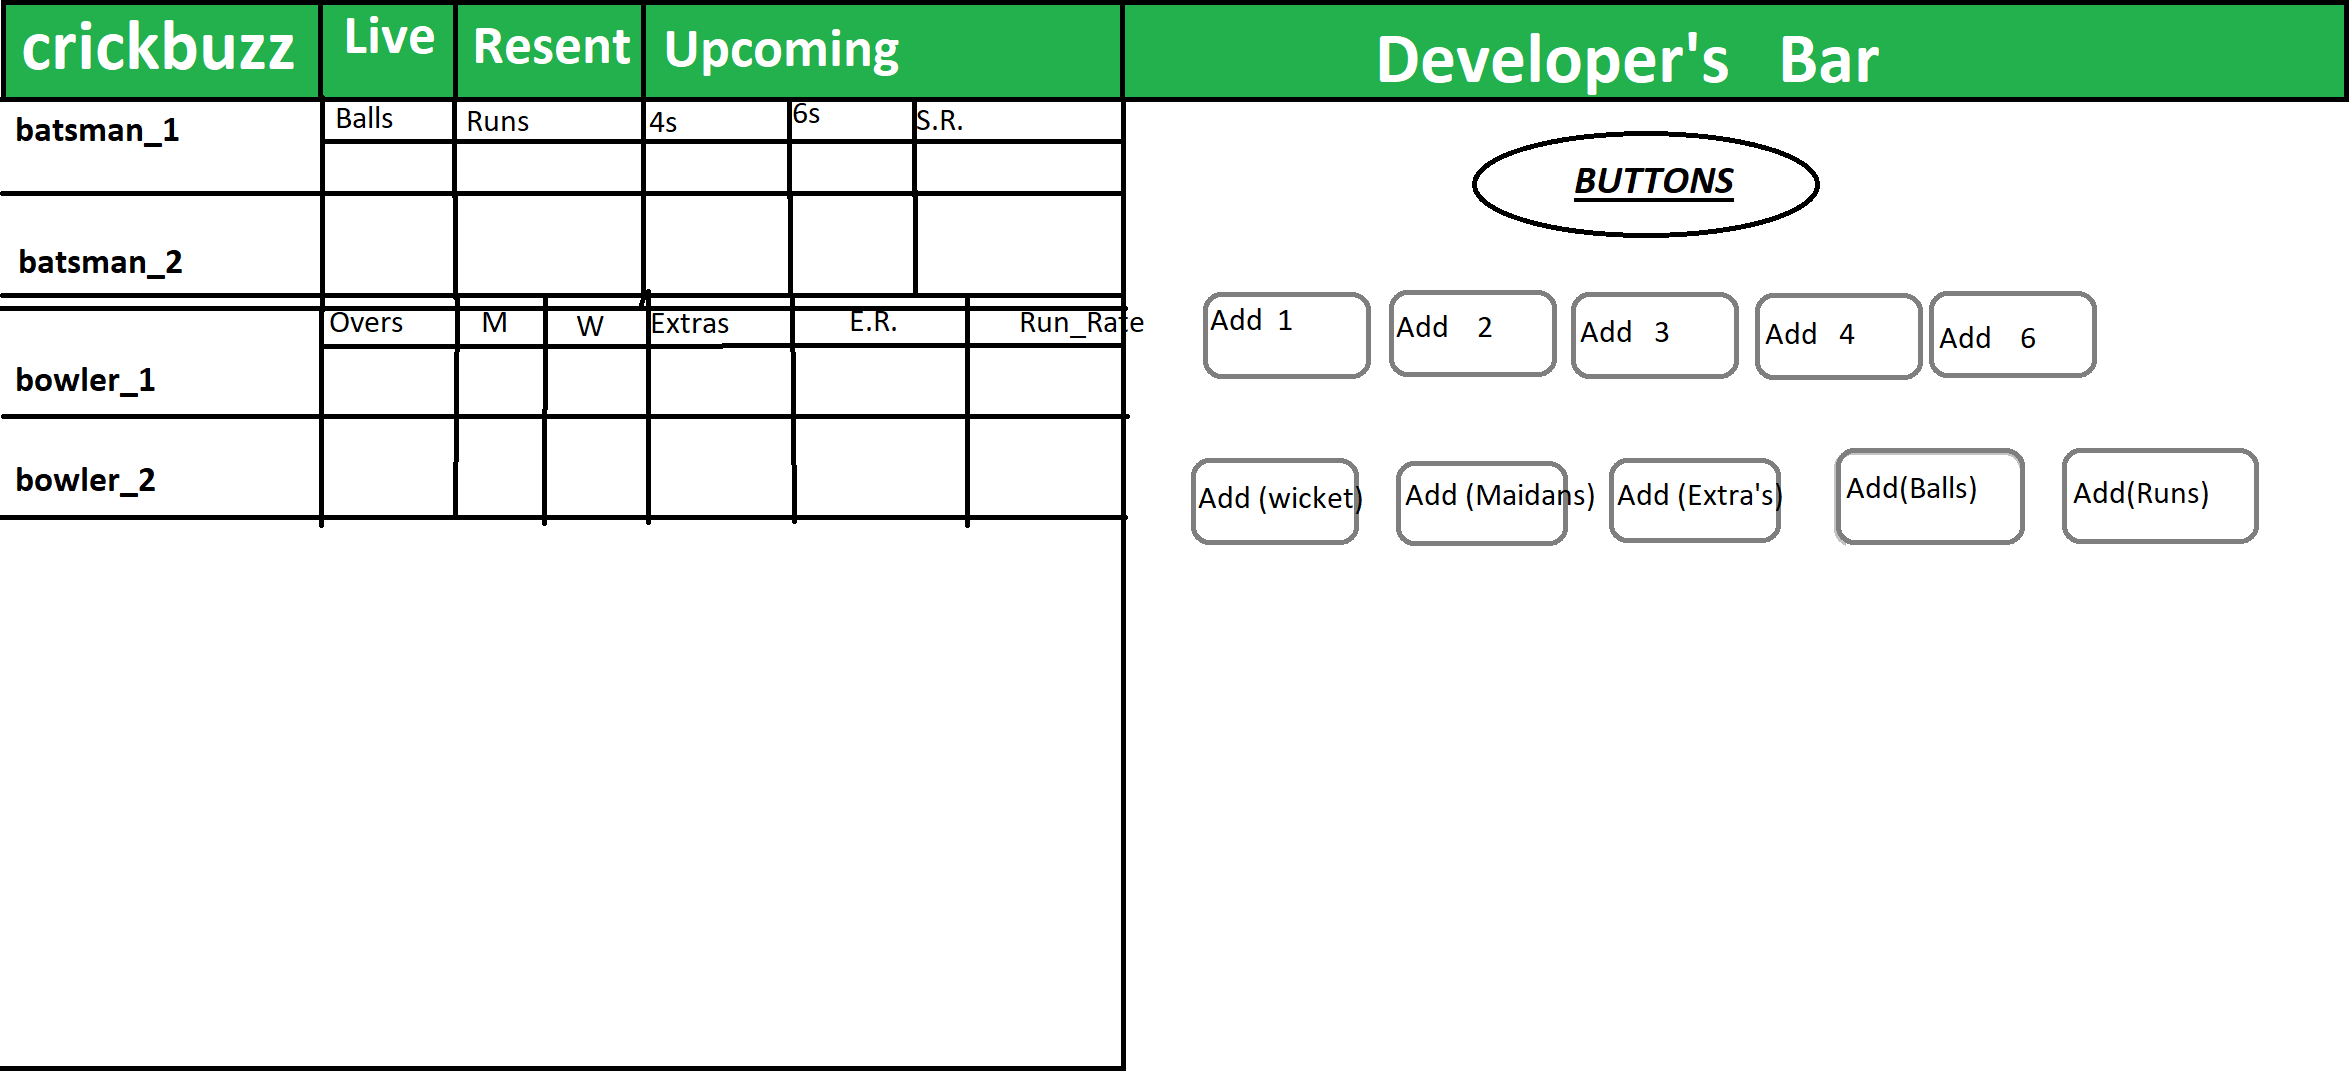 crickbuzz Live Resent Upcoming Developer's Bar
batsman_1 Balls Runs 4s 6s S.R.
BUTTONS
batsman_2
Overs M W Extras E.R. Run_Rate
Add 1 Add 2 Add 3 Add 4 Add 6
bowler_1
bowler_2
Add (wicket) Add (Maidans) Add (Extra's) Add(Balls) Add(Runs)